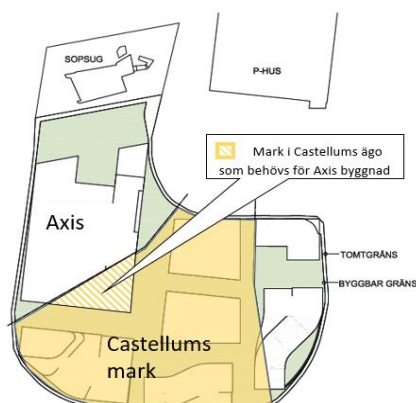 SOPSUG
P-HUS
Mark i Castellums ägo
som behövs för Axis byggnad
Axis
TOMTGRÄNS
BYGGBAR GRÄNS
Castellums
mark